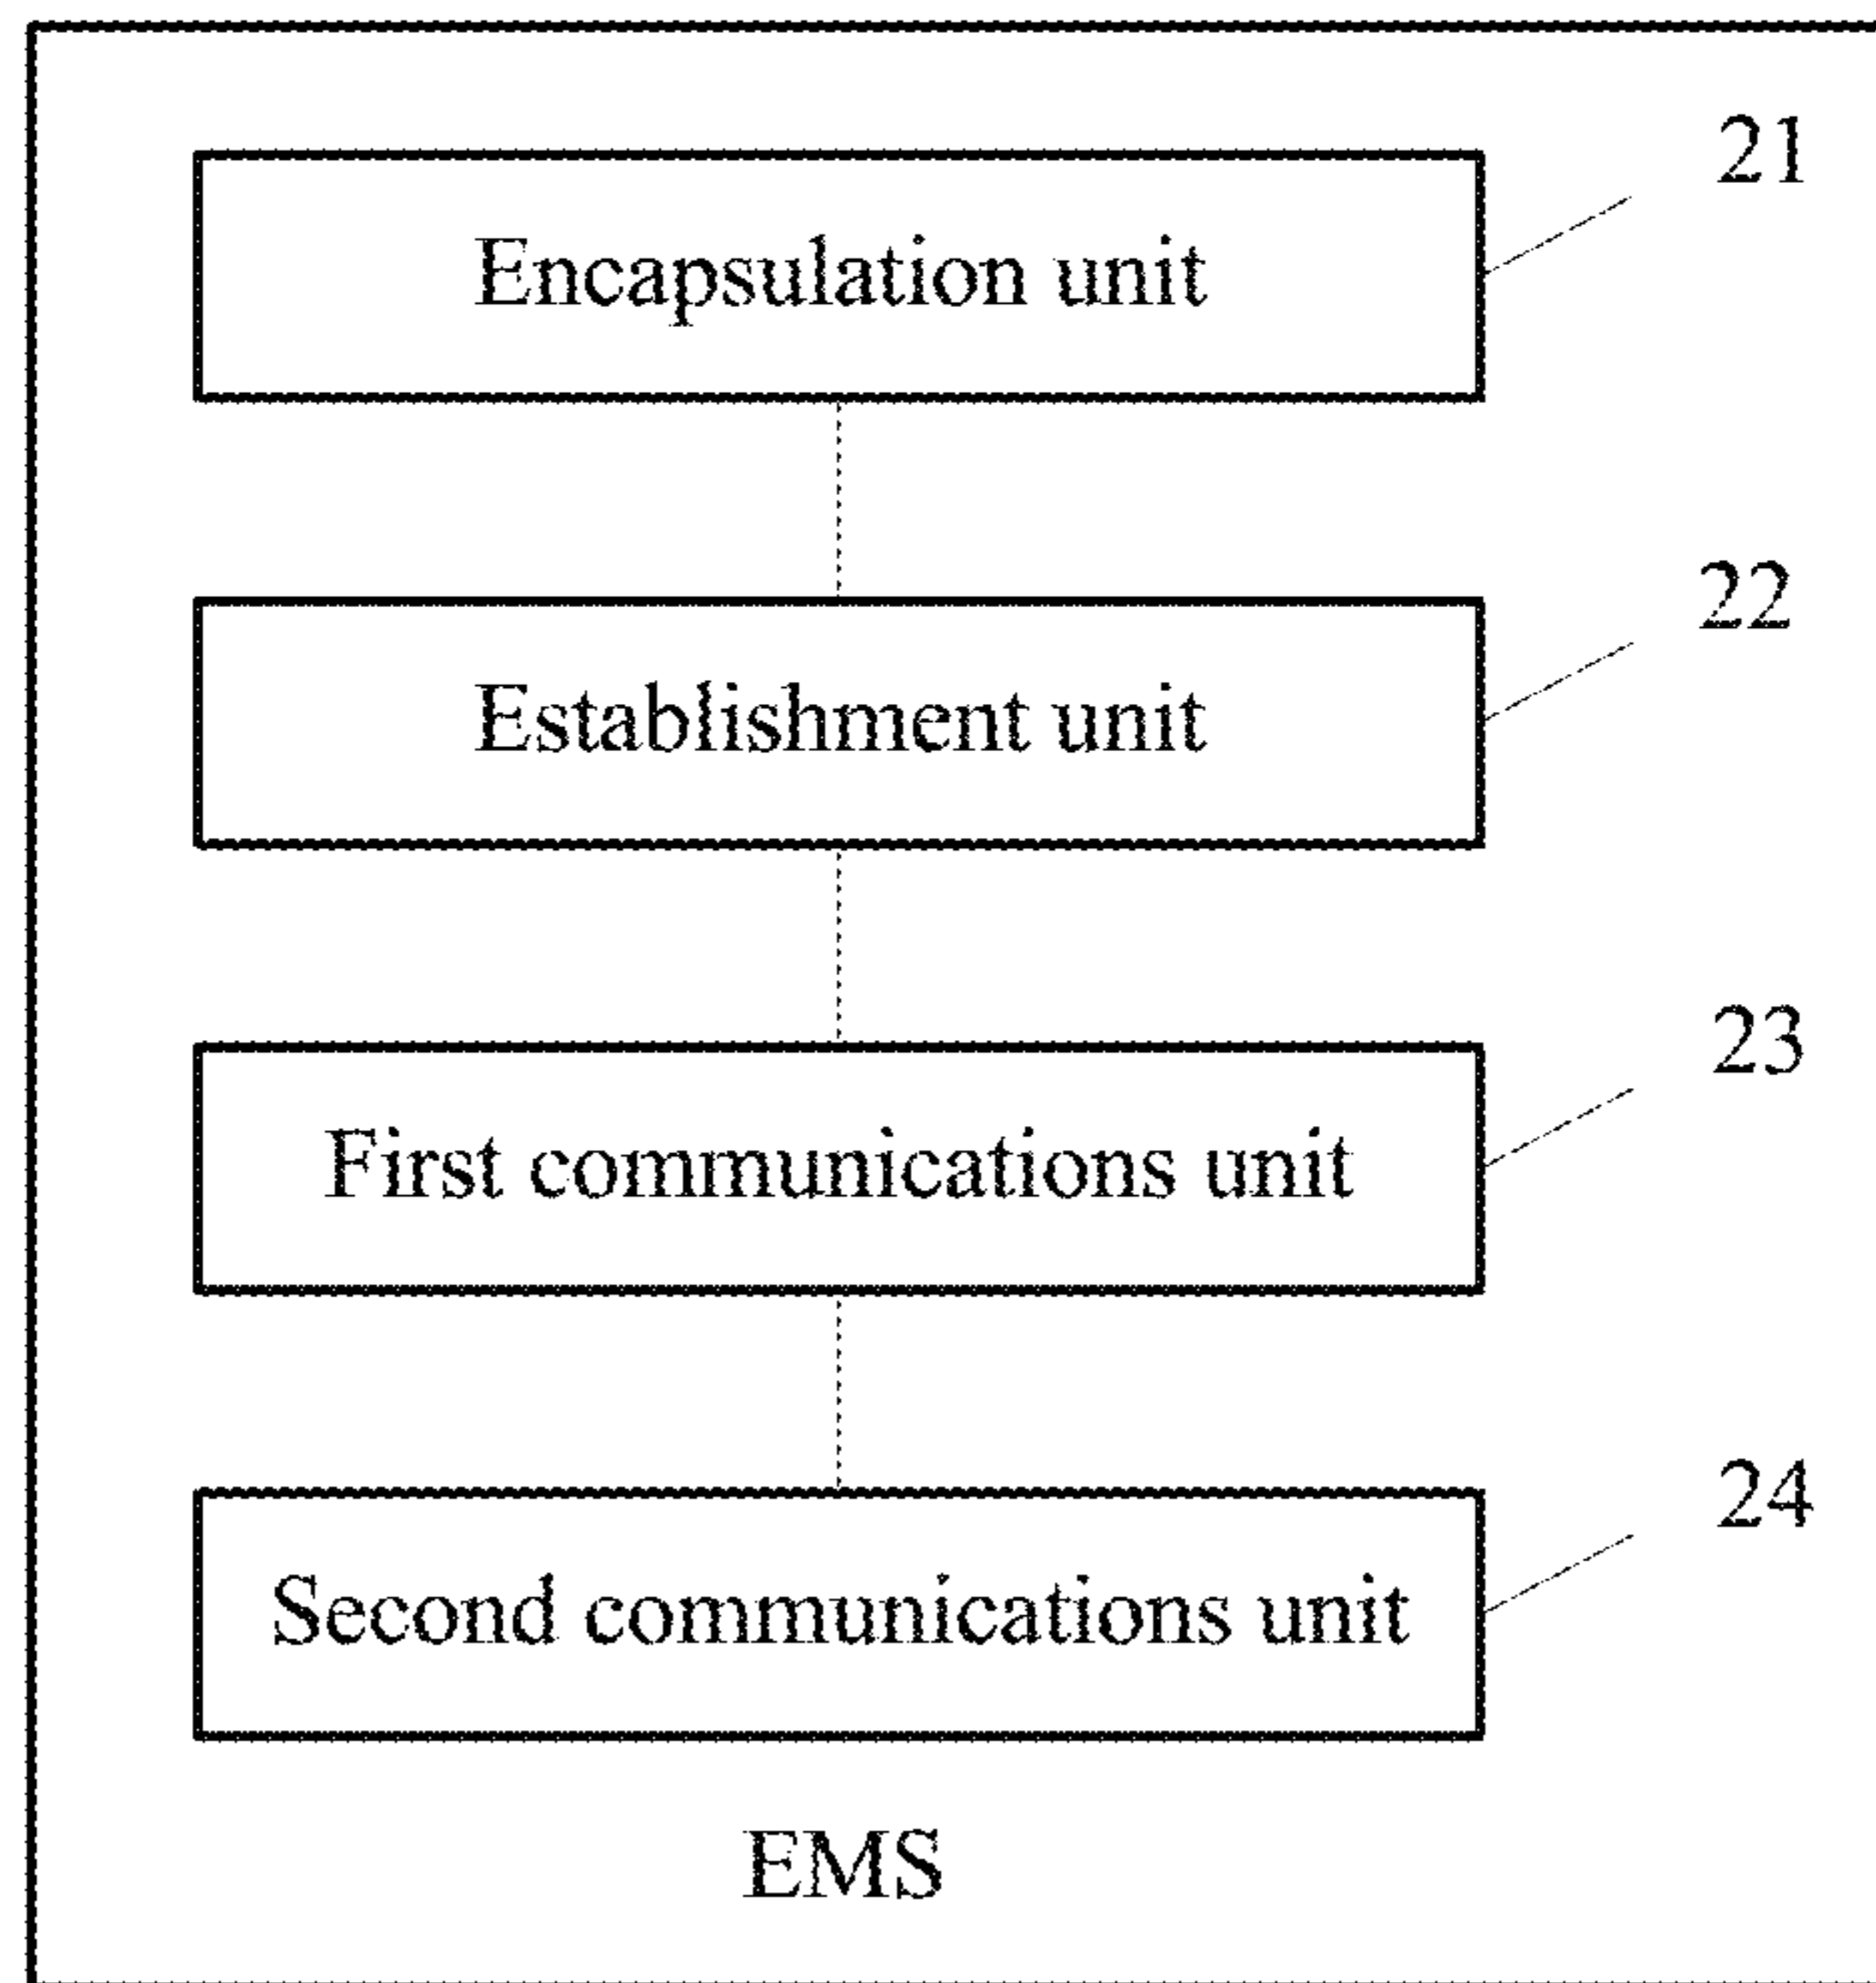 21
Encapsulation unit
22
Establishment unit
23
First communications unit
24
Second communications unit
EMS